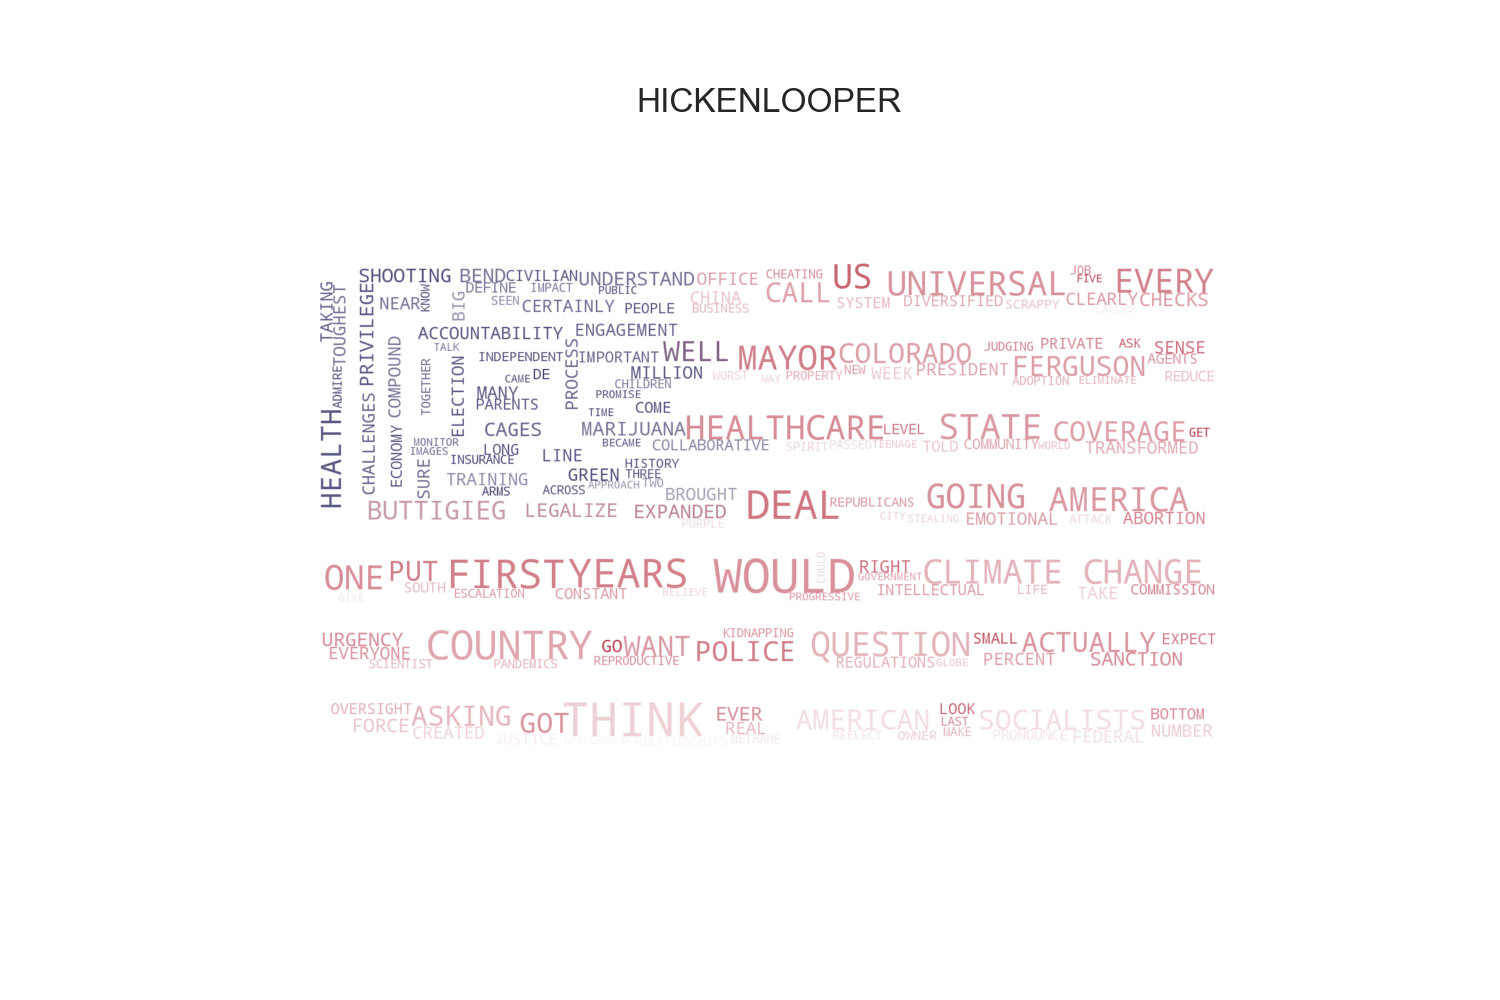 HICKENLOOPER
SHOOTING BEND CIVILIAN UNDERSTAND OFFICE CHEATING US UNIVERSAL JOB FIVE EVERY
TAKING TOUGHEST PRIVILEGES NEAR KNOW BIG DEFINE SEEN IMPACT PUBLIC CERTAINLY PEOPLE CHINA BUSINESS CALL SYSTEM DIVERSIFIED SCRAPPY CLEARLY CHECKS CALLED
ACCOUNTABILITY ENGAGEMENT
ADMIRE COMPOUND TALK INDEPENDENT IMPORTANT PROCESS WELL MAYOR COLORADO JUDGING PRIVATE ASK SENSE
TOGETHER ELECTION CAME DE MILLION WORST WAY PROPERTY NEW WEEK PRESIDENT FERGUSON AGENTS
MANY CHILDREN ADOPTION ELIMINATE REDUCE
PARENTS PROMISE TIME COME
HEALTH CHALLENGES ECONOMY CAGES MARIJUANA HEALTHCARE LEVEL STATE COVERAGE GET
MONITOR IMAGES LONG BECAME COLLABORATIVE SPIRIT PASSED TEENAGE TOLD COMMUNITY WORLD TRANSFORMED
SURE INSURANCE LINE HISTORY
TRAINING GREEN THREE
ARMS ACROSS APPROACH TWO BROUGHT
BUTTIGIEG LEGALIZE EXPANDED PURPLE DEAL REPUBLICANS GOING AMERICA
CITY STEALING EMOTIONAL ATTACK ABORTION
ONE PUT FIRST YEARS WOULD COULD RIGHT CLIMATE CHANGE
GIVE SOUTH ESCALATION CONSTANT BELIEVE PROGRESSIVE GOVERNMENT INTELLECTUAL LIFE TAKE COMMISSION
URGENCY COUNTRY GO WANT KIDNAPPING POLICE QUESTION SMALL ACTUALLY EXPECT
EVERYONE SCIENTIST PANDEMICS REPRODUCTIVE REGULATIONS GLOBE PERCENT SANCTION
OVERSIGHT ASKING GOT THINK EVER AMERICAN LOOK SOCIALISTS BOTTOM
FORCE CREATED JUSTICE BACKGROUND RELATIONSHIPS REAL METHANE REELECT OWNER LAST MAKE PRONOUNCE FEDERAL NUMBER